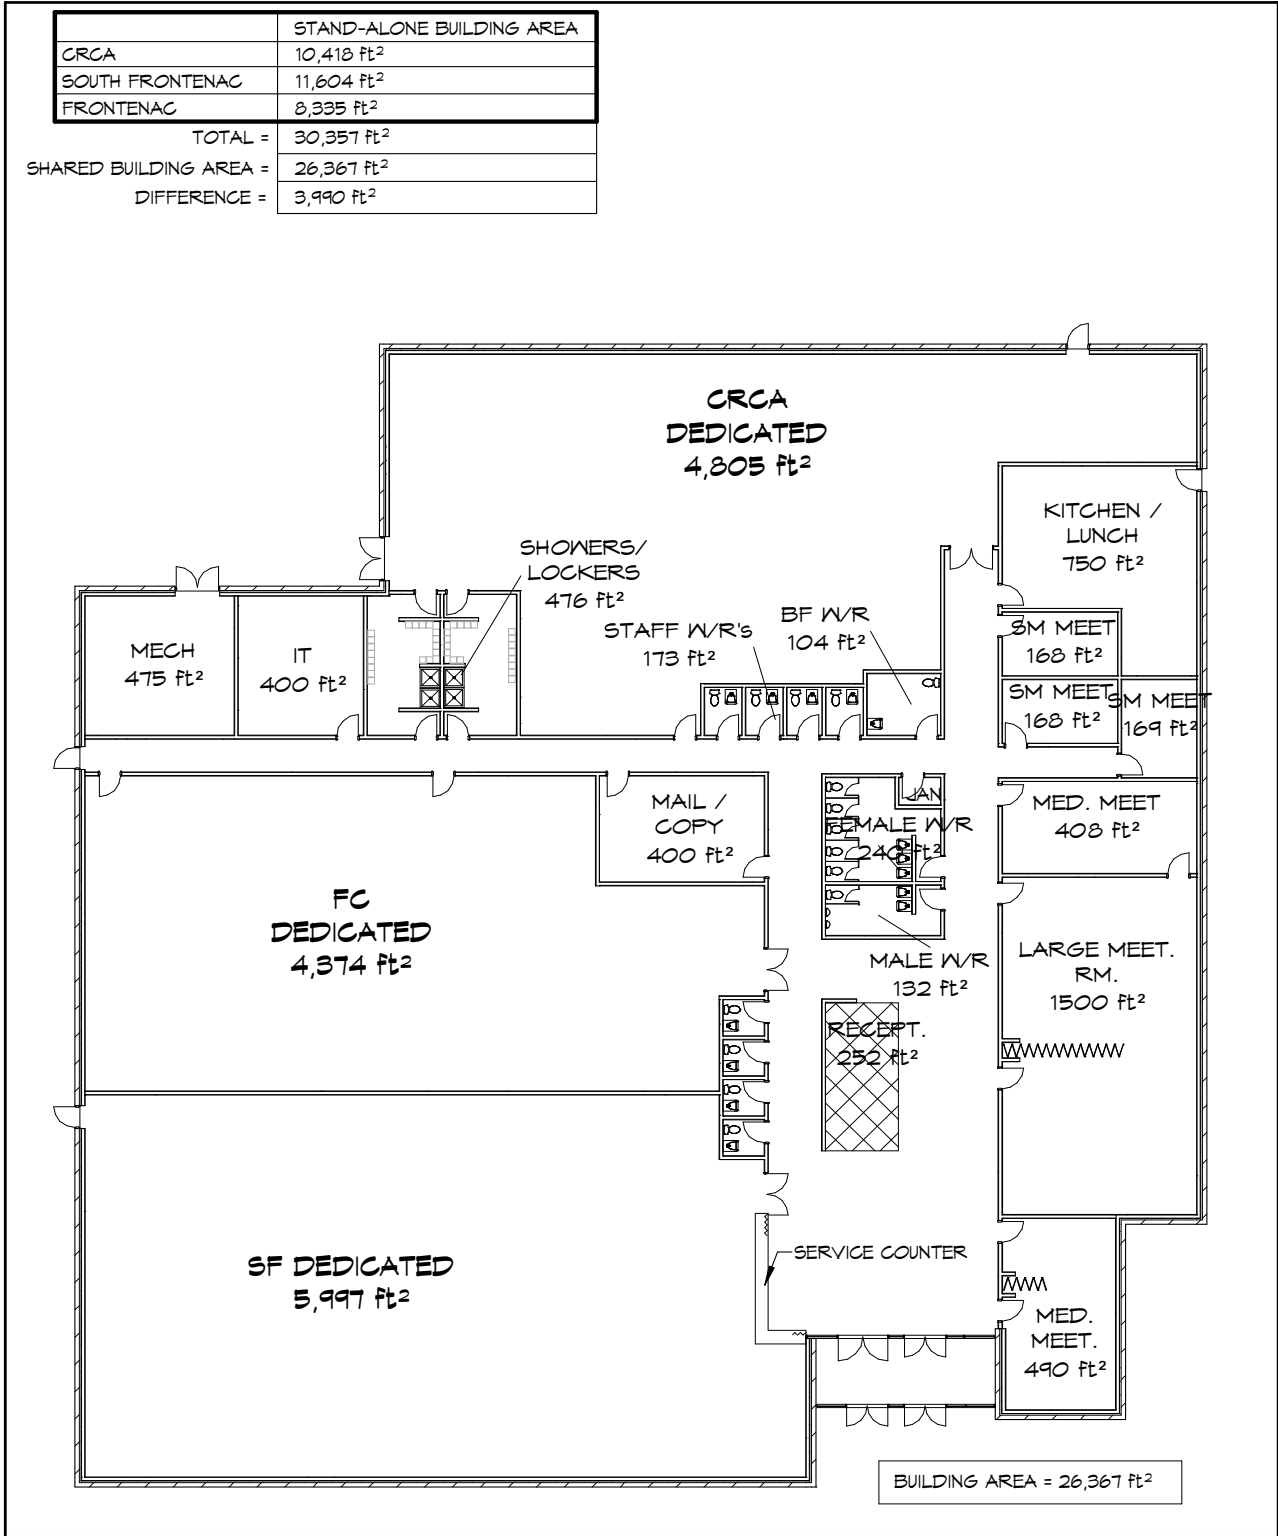 STAND-ALONE BUILDING AREA
CRCA 10,418 ft²
SOUTH FRONTENAC 11,604 ft²
FRONTENAC 8,335 ft²
TOTAL = 30,357 ft²
SHARED BUILDING AREA = 26,367 ft²
DIFFERENCE = 3,990 ft²
CRCA
DEDICATED
4,805 ft²
KITCHEN /
LUNCH
750 ft²
SHOWERS/
LOCKERS
476 ft²
STAFF W/R's
173 ft²
BF W/R
104 ft²
MECH
475 ft²
IT
400 ft²
SM MEET
168 ft²
SM MEET
168 ft²
SM MEET
169 ft²
MAIL /
COPY
400 ft²
JAN.
FEMALE W/R
240 ft²
MED. MEET
408 ft²
FC
DEDICATED
4,374 ft²
MALE W/R
132 ft²
LARGE MEET.
RM.
1500 ft²
RECEPT.
252 ft²
SERVICE COUNTER
SF DEDICATED
5,997 ft²
MED.
MEET.
490 ft²
BUILDING AREA = 26,367 ft²